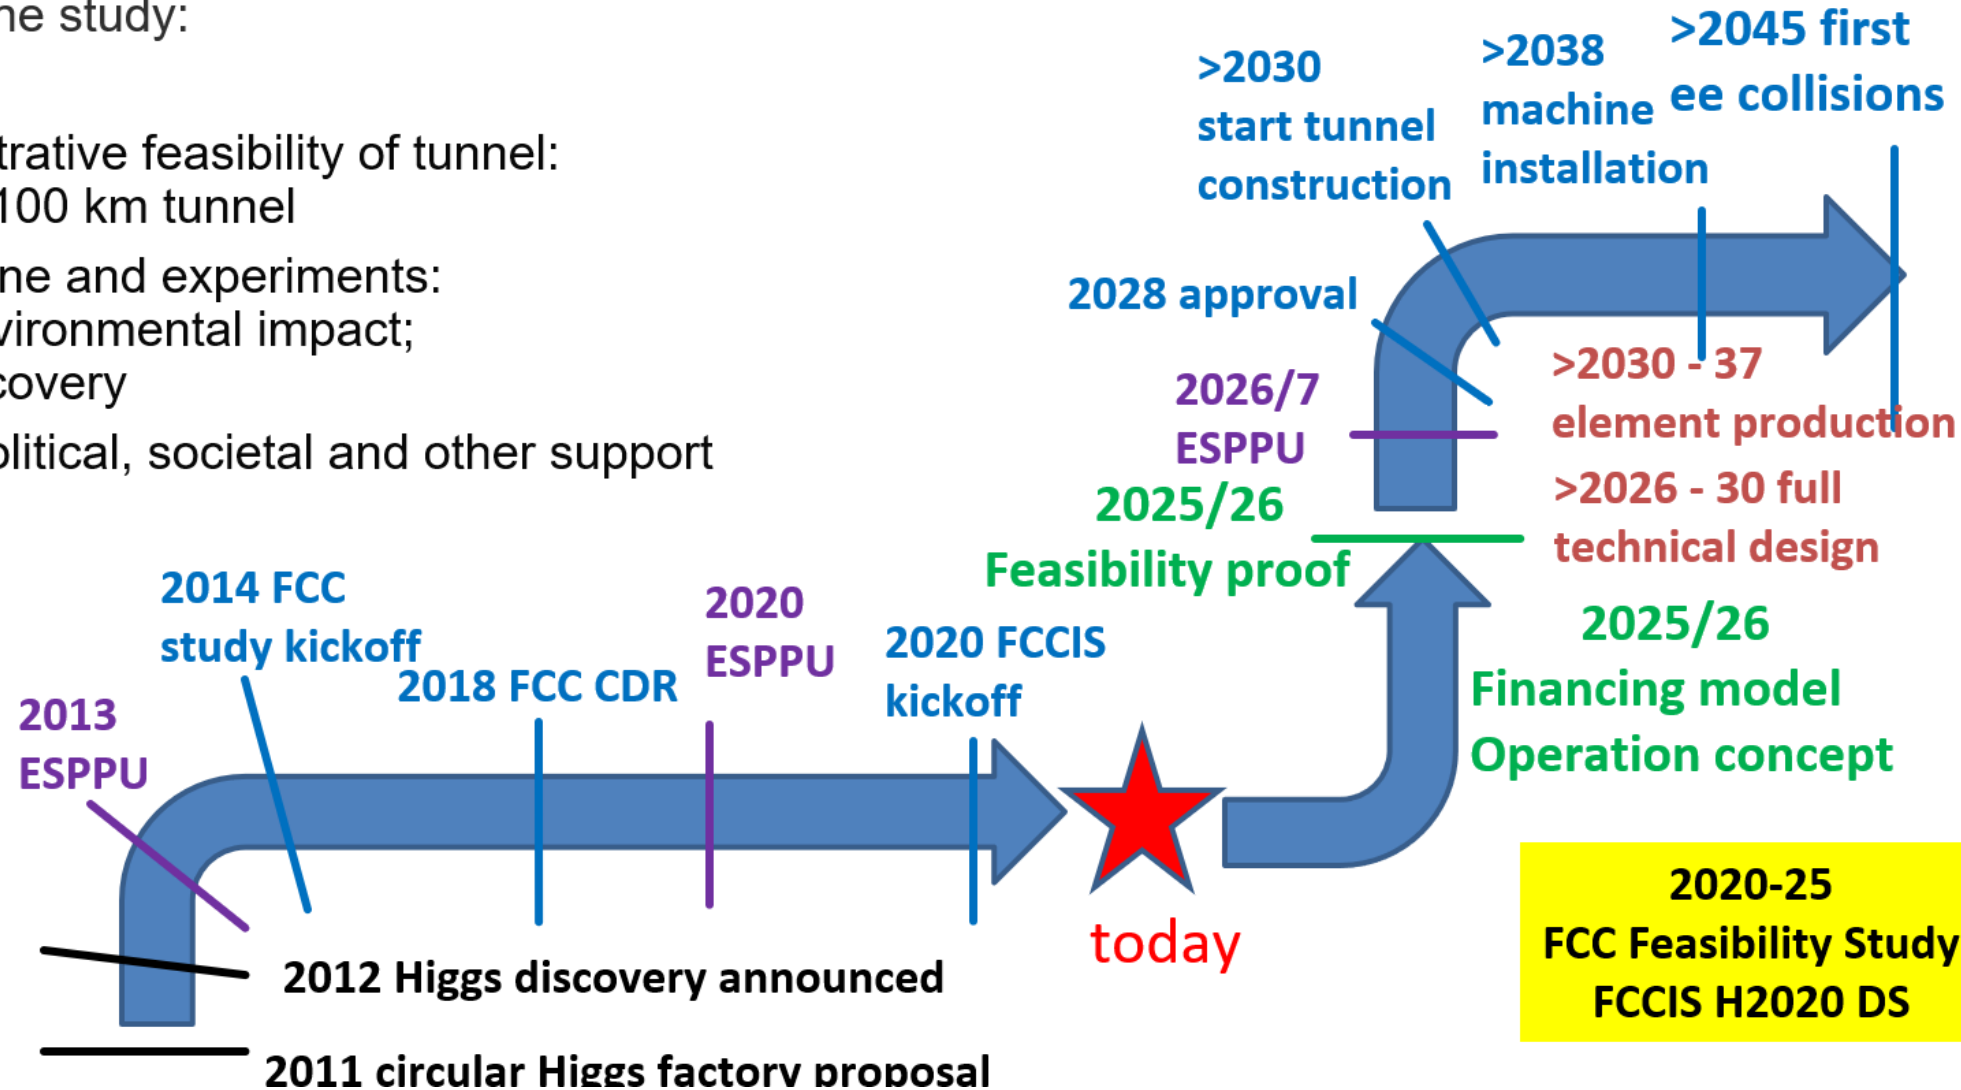 ne study:
trative feasibility of tunnel:
100 km tunnel
ne and experiments:
vironmental impact;
covery
olitical, societal and other support
>2030
start tunnel
construction
>2038
machine
installation
>2045 first
ee collisions
2028 approval
2026/7
ESPPU
>2030 - 37
element production
>2026 - 30 full
technical design
2025/26
Feasibility proof
2025/26
Financing model
Operation concept
2014 FCC
study kickoff
2018 FCC CDR
2020
ESPPU
2020 FCCIS
kickoff
2013
ESPPU
today
2012 Higgs discovery announced
2011 circular Higgs factory proposal
2020-25
FCC Feasibility Study
FCCIS H2020 DS